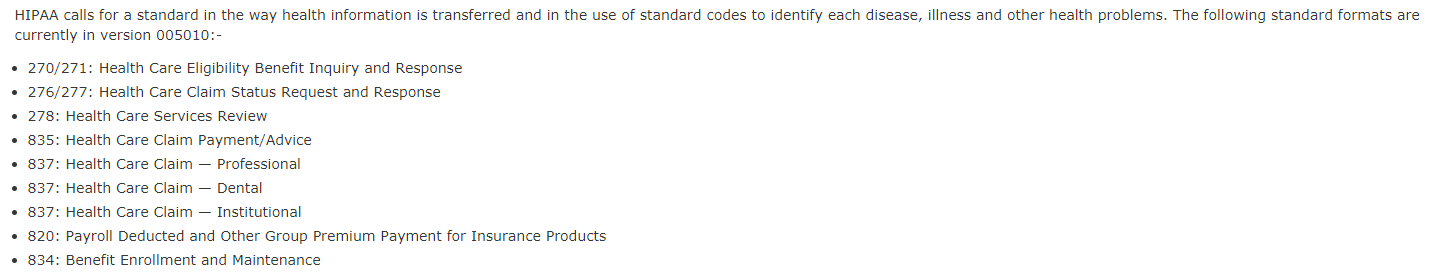 HIPAA calls for a standard in the way health information is transferred and in the use of standard codes to identify each disease, illness and other health problems. The following standard formats are
currently in version 005010:-
• 270/271: Health Care Eligibility Benefit Inquiry and Response
• 276/277: Health Care Claim Status Request and Response
• 278: Health Care Services Review
• 835: Health Care Claim Payment/Advice
• 837: Health Care Claim — Professional
• 837: Health Care Claim — Dental
• 837: Health Care Claim — Institutional
• 820: Payroll Deducted and Other Group Premium Payment for Insurance Products
• 834: Benefit Enrollment and Maintenance